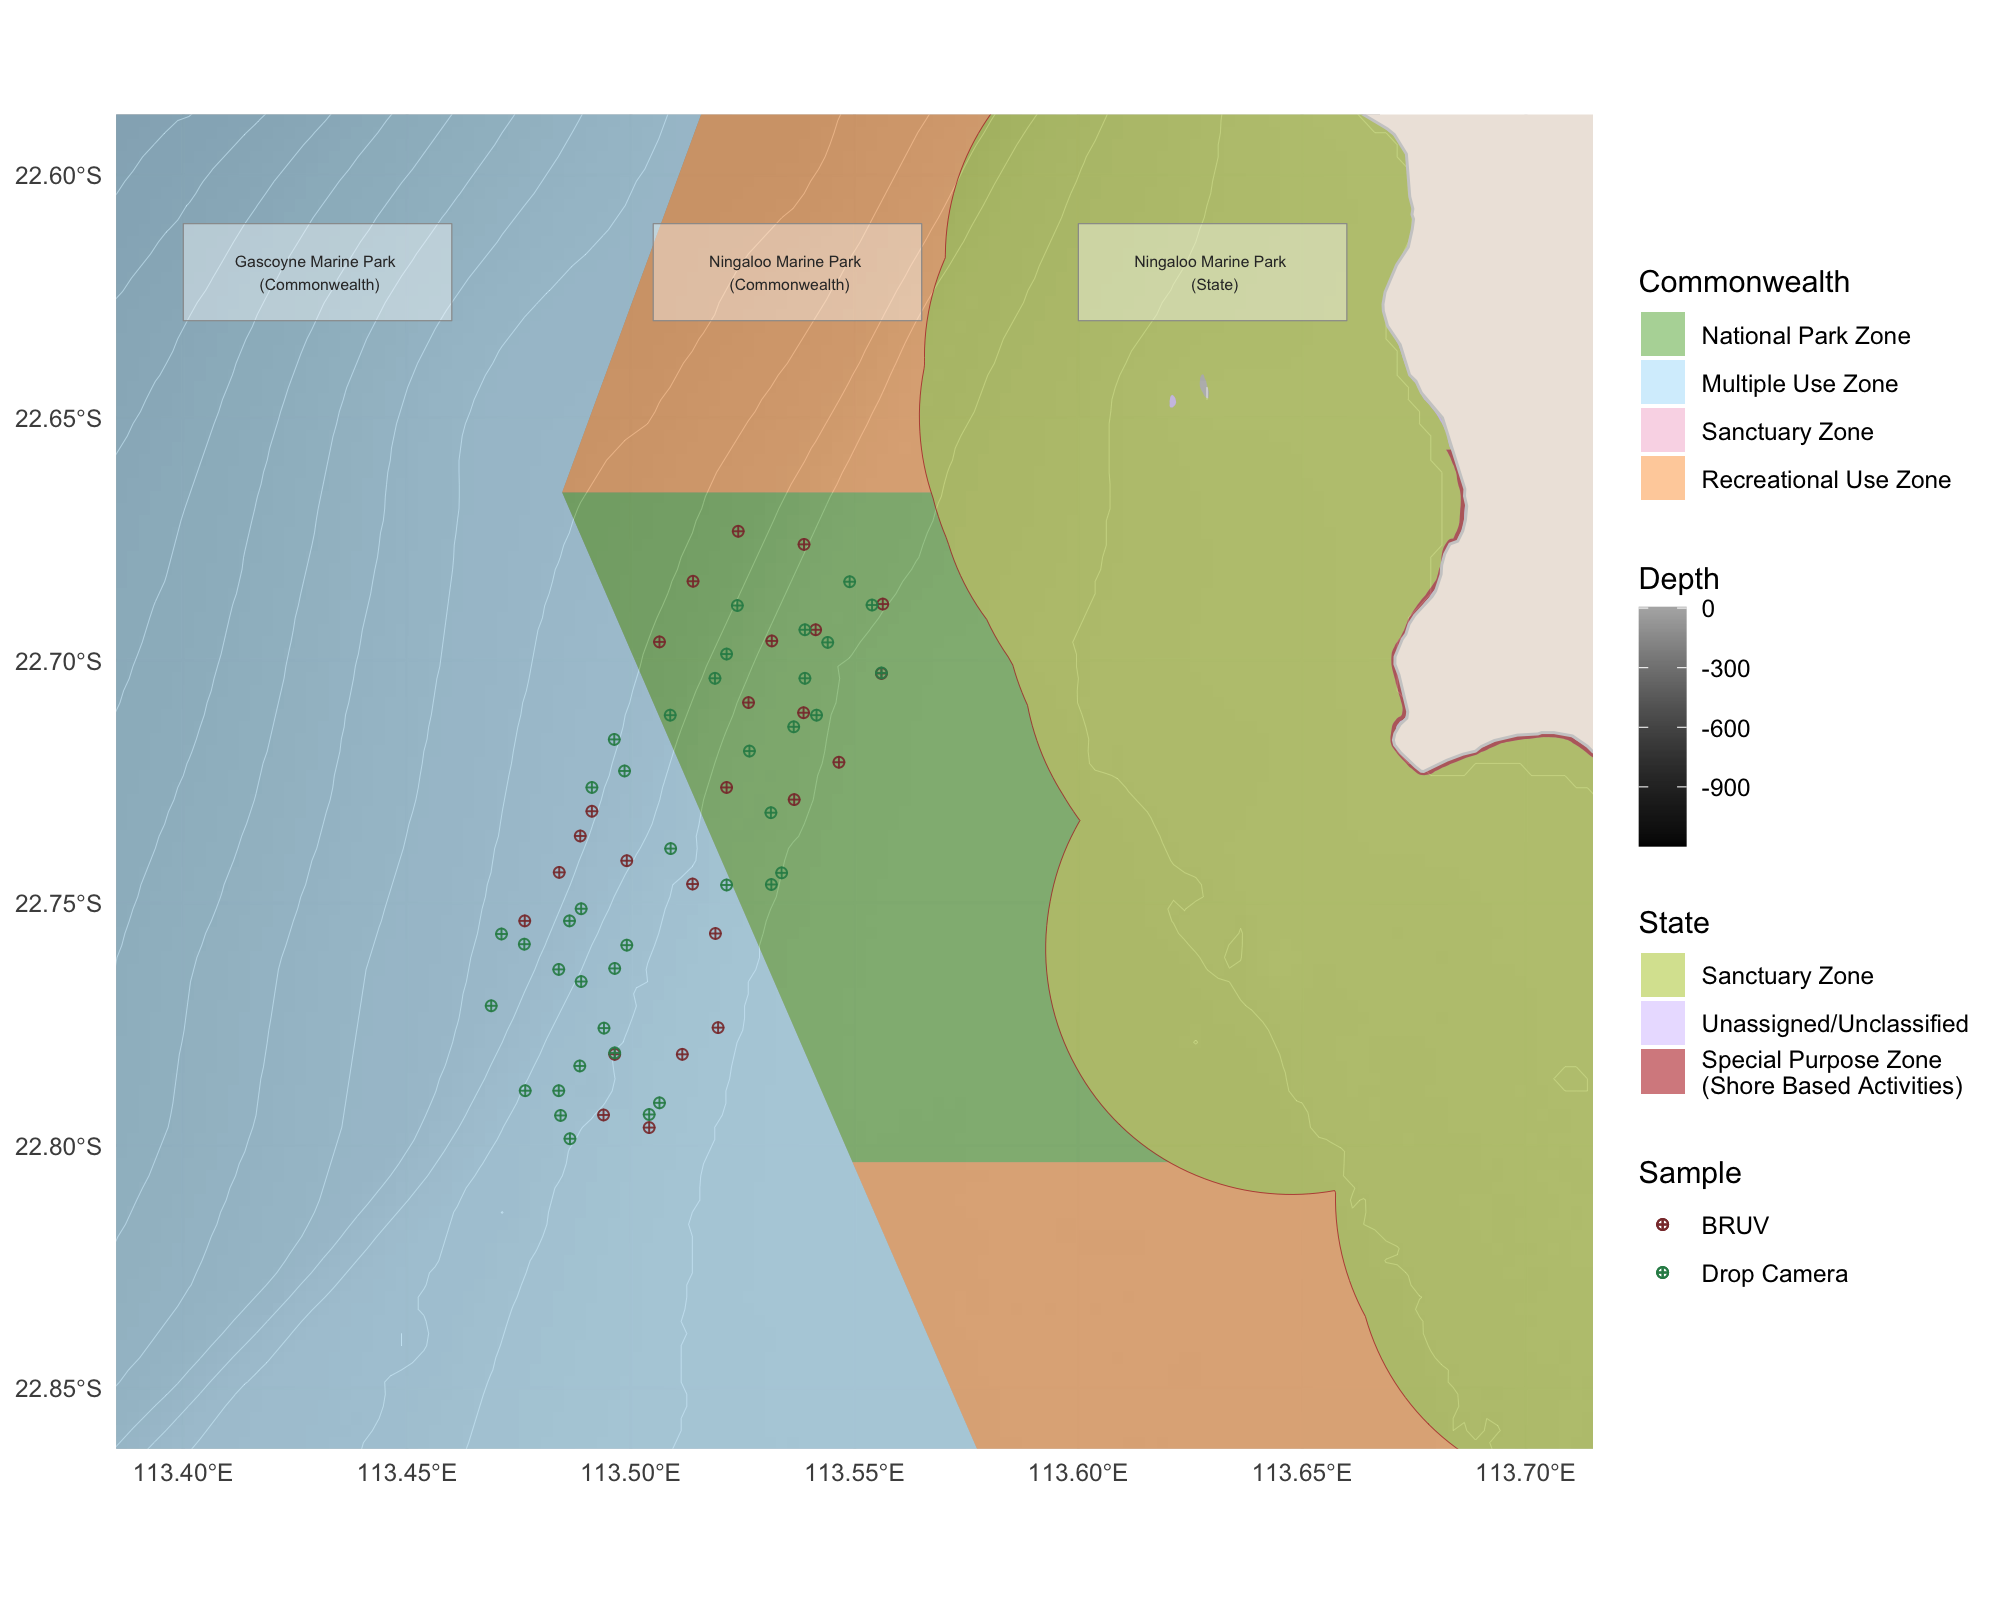 Gascoyne Marine Park
(Commonwealth)
Ningaloo Marine Park
(Commonwealth)
Ningaloo Marine Park
(State)
22.60°S
22.65°S
22.70°S
22.75°S
22.80°S
22.85°S
113.40°E
113.45°E
113.50°E
113.55°E
113.60°E
113.65°E
113.70°E
Commonwealth
National Park Zone
Multiple Use Zone
Sanctuary Zone
Recreational Use Zone
Depth
0
-300
-600
-900
State
Sanctuary Zone
Unassigned/Unclassified
Special Purpose Zone
(Shore Based Activities)
Sample
BRUV
Drop Camera